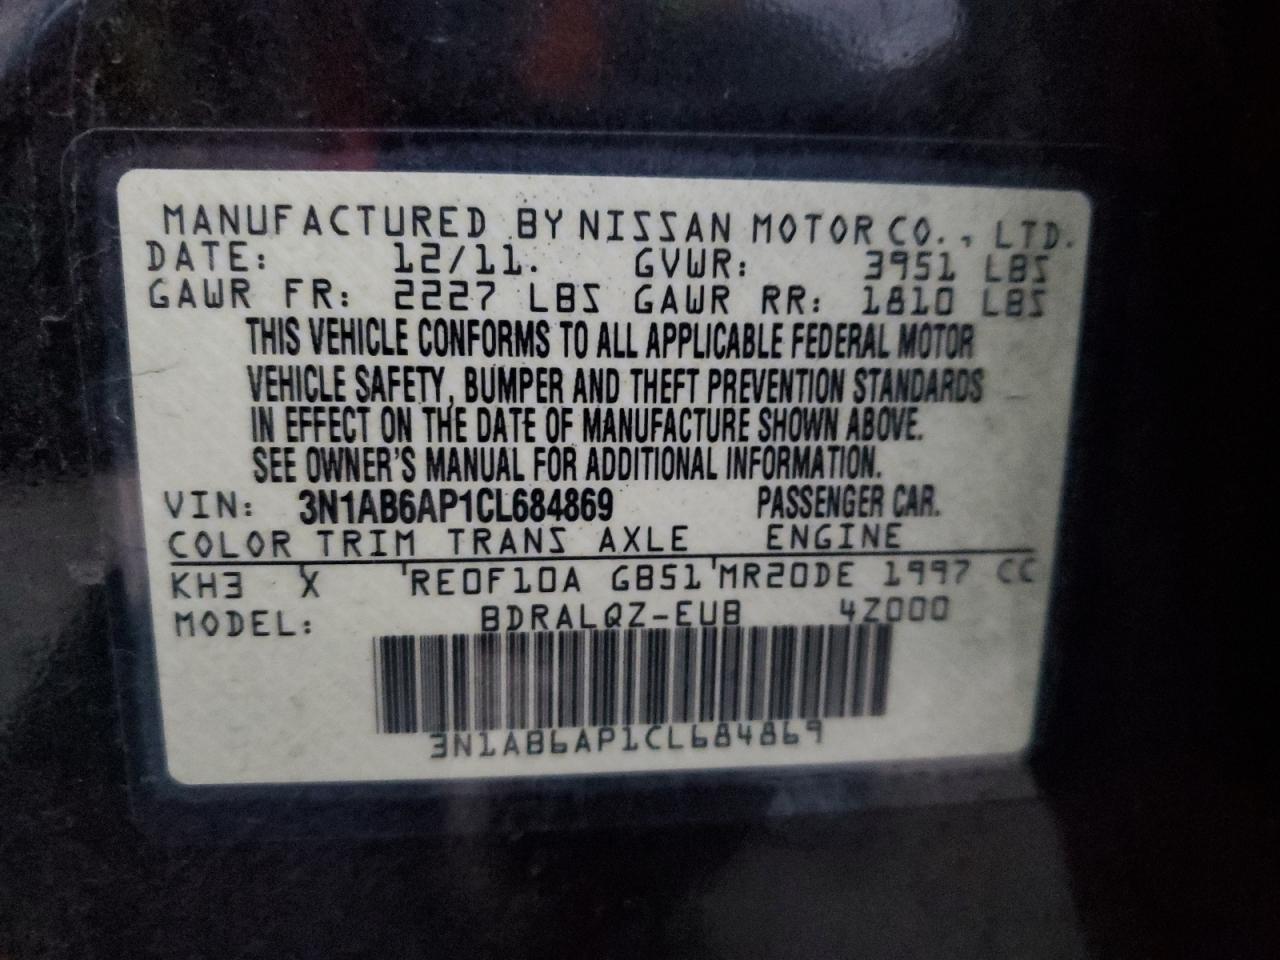 MANUFACTURED BY NISSAN MOTOR CO., LTD.
DATE: 12/11. GVWR: 3951 LBS
GAWR FR: 2227 LBS GAWR RR: 1810 LBS
THIS VEHICLE CONFORMS TO ALL APPLICABLE FEDERAL MOTOR
VEHICLE SAFETY, BUMPER AND THEFT PREVENTION STANDARDS
IN EFFECT ON THE DATE OF MANUFACTURE SHOWN ABOVE.
SEE OWNER'S MANUAL FOR ADDITIONAL INFORMATION.
VIN: 3N1AB6AP1CL684869 PASSENGER CAR.
COLOR TRIM TRANS AXLE ENGINE
KH3 X RE0F10A GB51 MR20DE 1997 CC
MODEL: BDRALQZ-EUB 4Z000
3N1AB6AP1CL684869